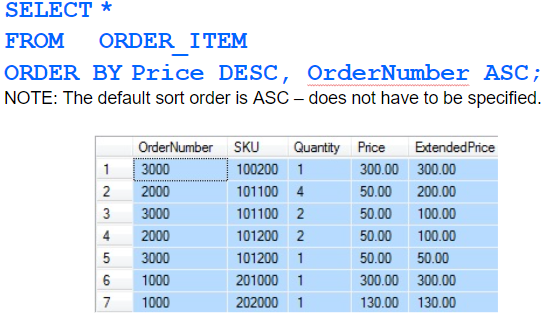 SELECT *
FROM ORDER_ITEM
ORDER BY Price DESC, OrderNumber ASC;
NOTE: The default sort order is ASC – does not have to be specified.
OrderNumber SKU Quantity Price ExtendedPrice
1 3000 100200 1 300.00 300.00
2 2000 101100 4 50.00 200.00
3 3000 101100 2 50.00 100.00
4 2000 101200 2 50.00 100.00
5 3000 101200 1 50.00 50.00
6 1000 201000 1 300.00 300.00
7 1000 202000 1 130.00 130.00